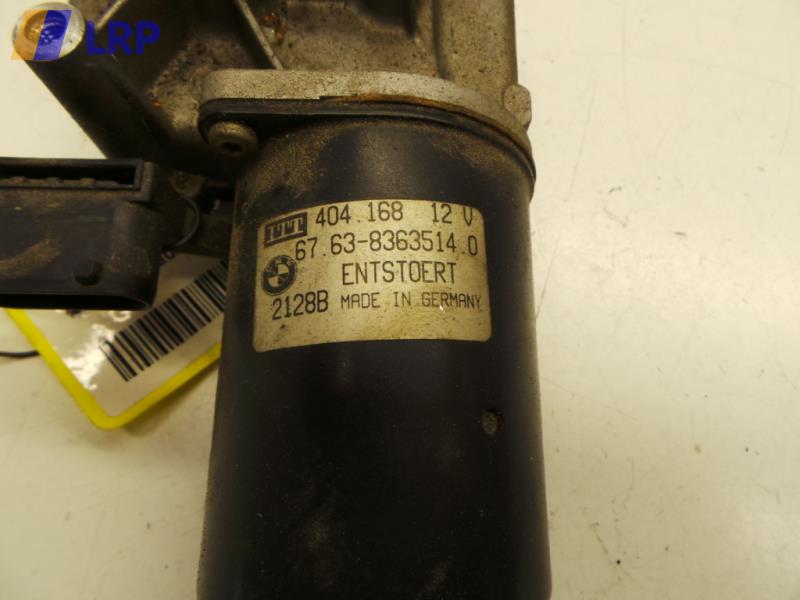 LRP
ITT 404.168 12 V
67.63-8363514.0
ENTSTOERT
2128B MADE IN GERMANY